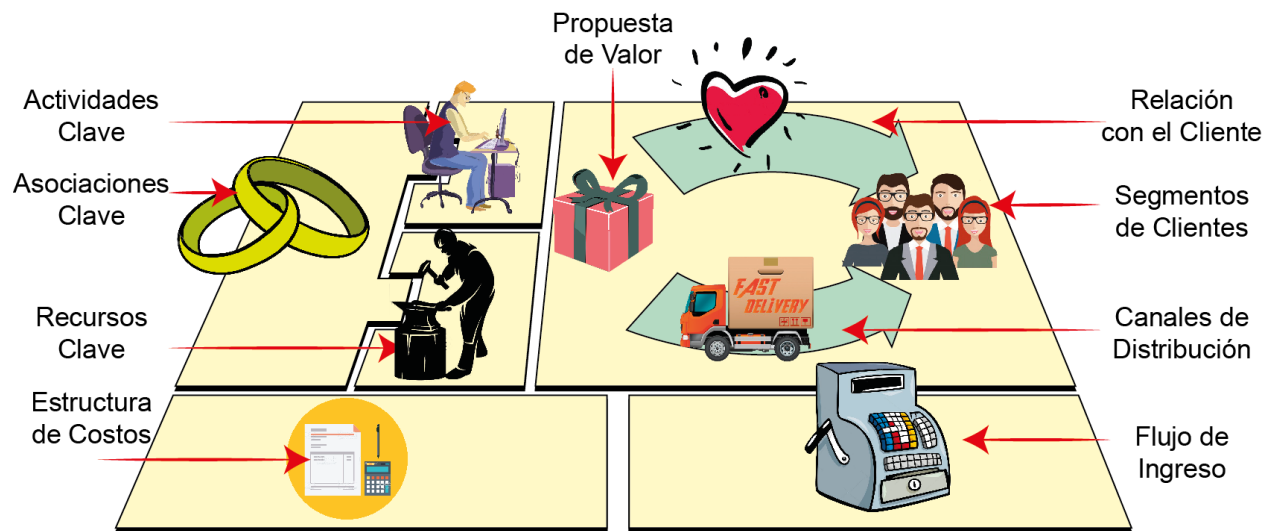 Propuesta
de Valor
Actividades
Clave
Asociaciones
Clave
Recursos
Clave
Estructura
de Costos
Relación
con el Cliente
Segmentos
de Clientes
FAST
DELIVERY
Canales de
Distribución
Flujo de
Ingreso